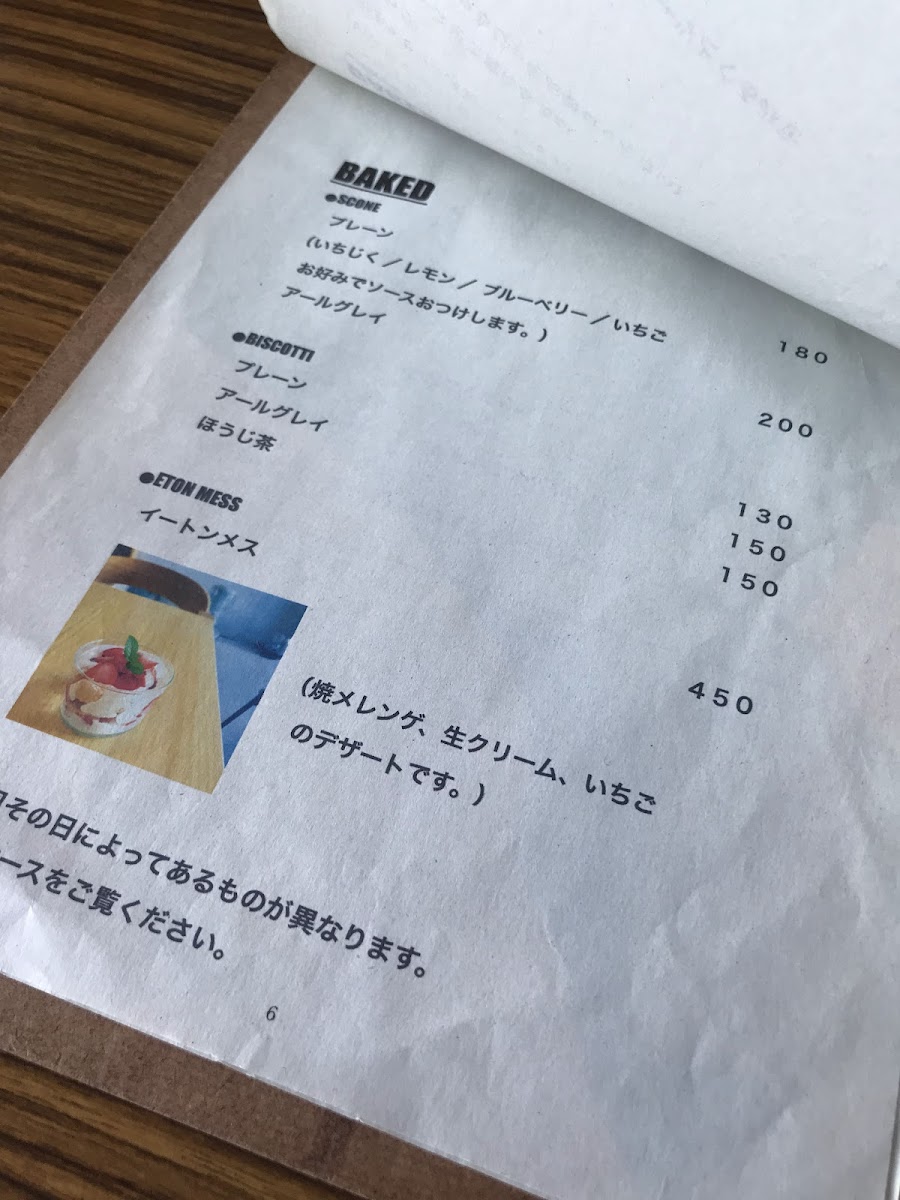 BAKED
●SCONE
プレーン 180
(いちじく／レモン／ブルーベリー／いちご
お好みでソースおつけします。)
アールグレイ 200
●BISCOTTI
プレーン 130
アールグレイ 150
ほうじ茶 150
●ETON MESS
イートンメス 450
(焼メレンゲ、生クリーム、いちご
のデザートです。)
その日によってあるものが異なります。
ースをご覧ください。
6